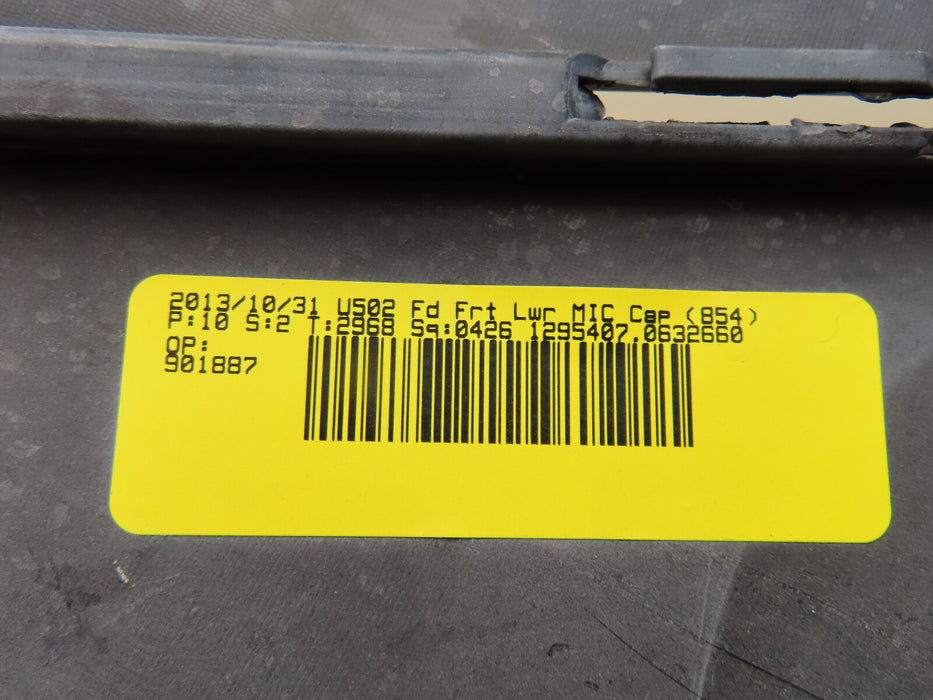 2013/10/31 U502 Fd Frt Lwr MIC Cap (854)
P:10 S:2 T:2968 Sq:0426 1295407.0632660
OP:
901887